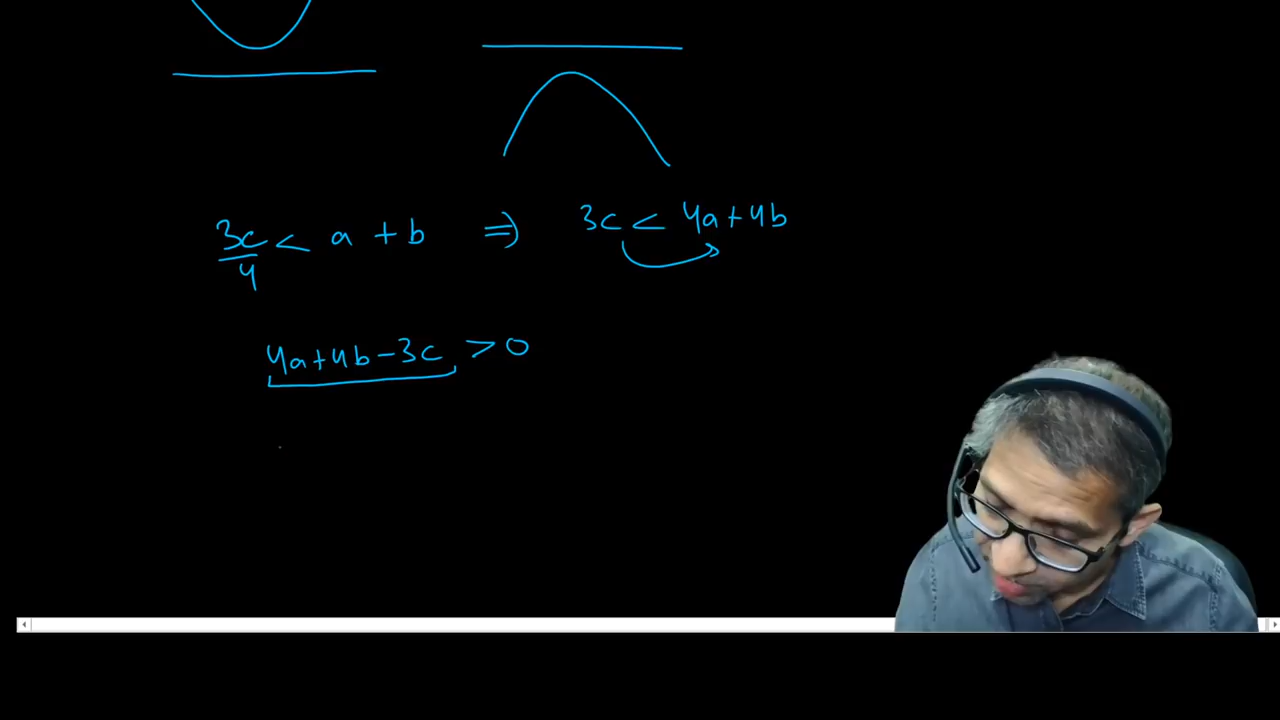 3c/4 < a + b ⇒ 3c < 4a + 4b
4a + 4b − 3c > 0